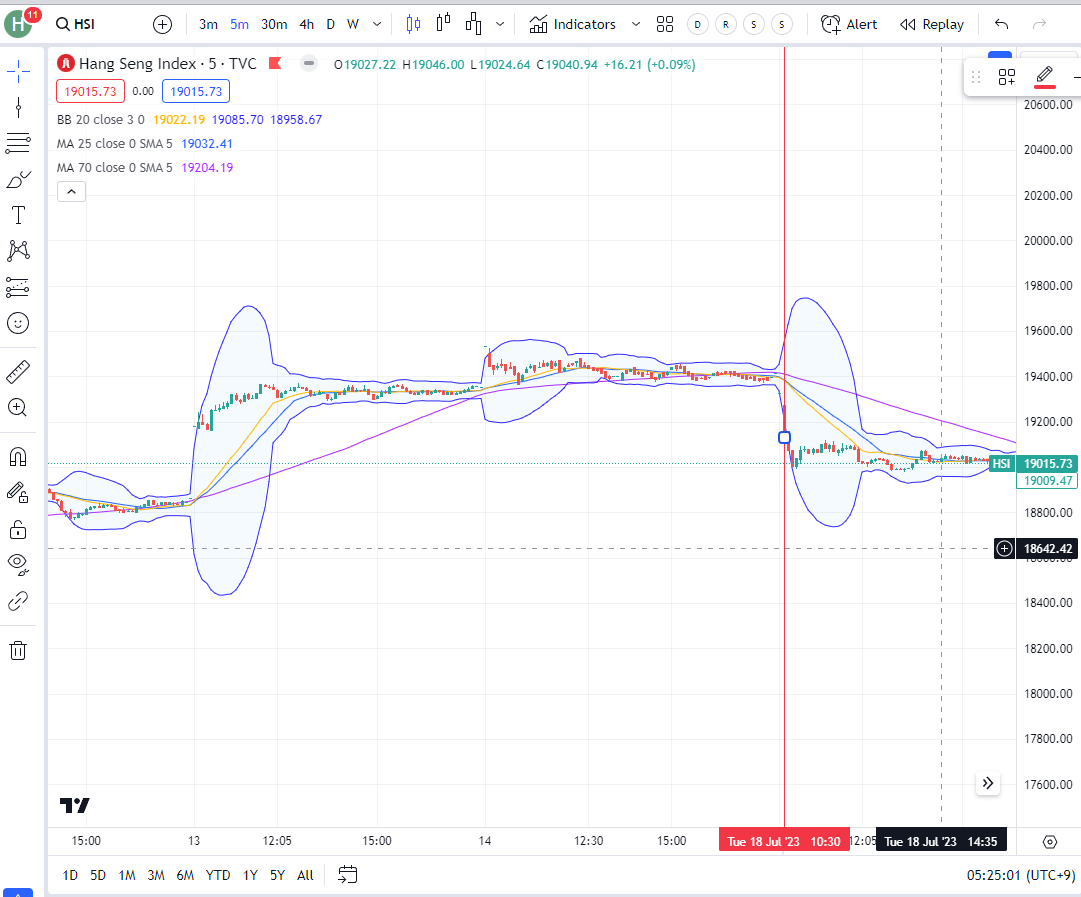 H 11 HSI 3m 5m 30m 4h D W Indicators D R S S Alert Replay
Hang Seng Index · 5 · TVC O19027.22 H19046.00 L19024.64 C19040.94 +16.21 (+0.09%)
19015.73 0.00 19015.73
BB 20 close 3 0 19022.19 19085.70 18958.67
MA 25 close 0 SMA 5 19032.41
MA 70 close 0 SMA 5 19204.19
20600.00
20400.00
20200.00
20000.00
19800.00
19600.00
19400.00
19200.00
HSI 19015.73
19009.47
18800.00
18642.42
18400.00
18200.00
18000.00
17800.00
17600.00
15:00 13 12:05 15:00 14 12:30 15:00 Tue 18 Jul '23 10:30 12:05 Tue 18 Jul '23 14:35
1D 5D 1M 3M 6M YTD 1Y 5Y All 05:25:01 (UTC+9)